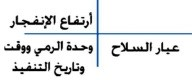 أرتفاع الإنفجار
عيار السلاح
وحدة الرمي ووقت
وتاريخ التنفيذ